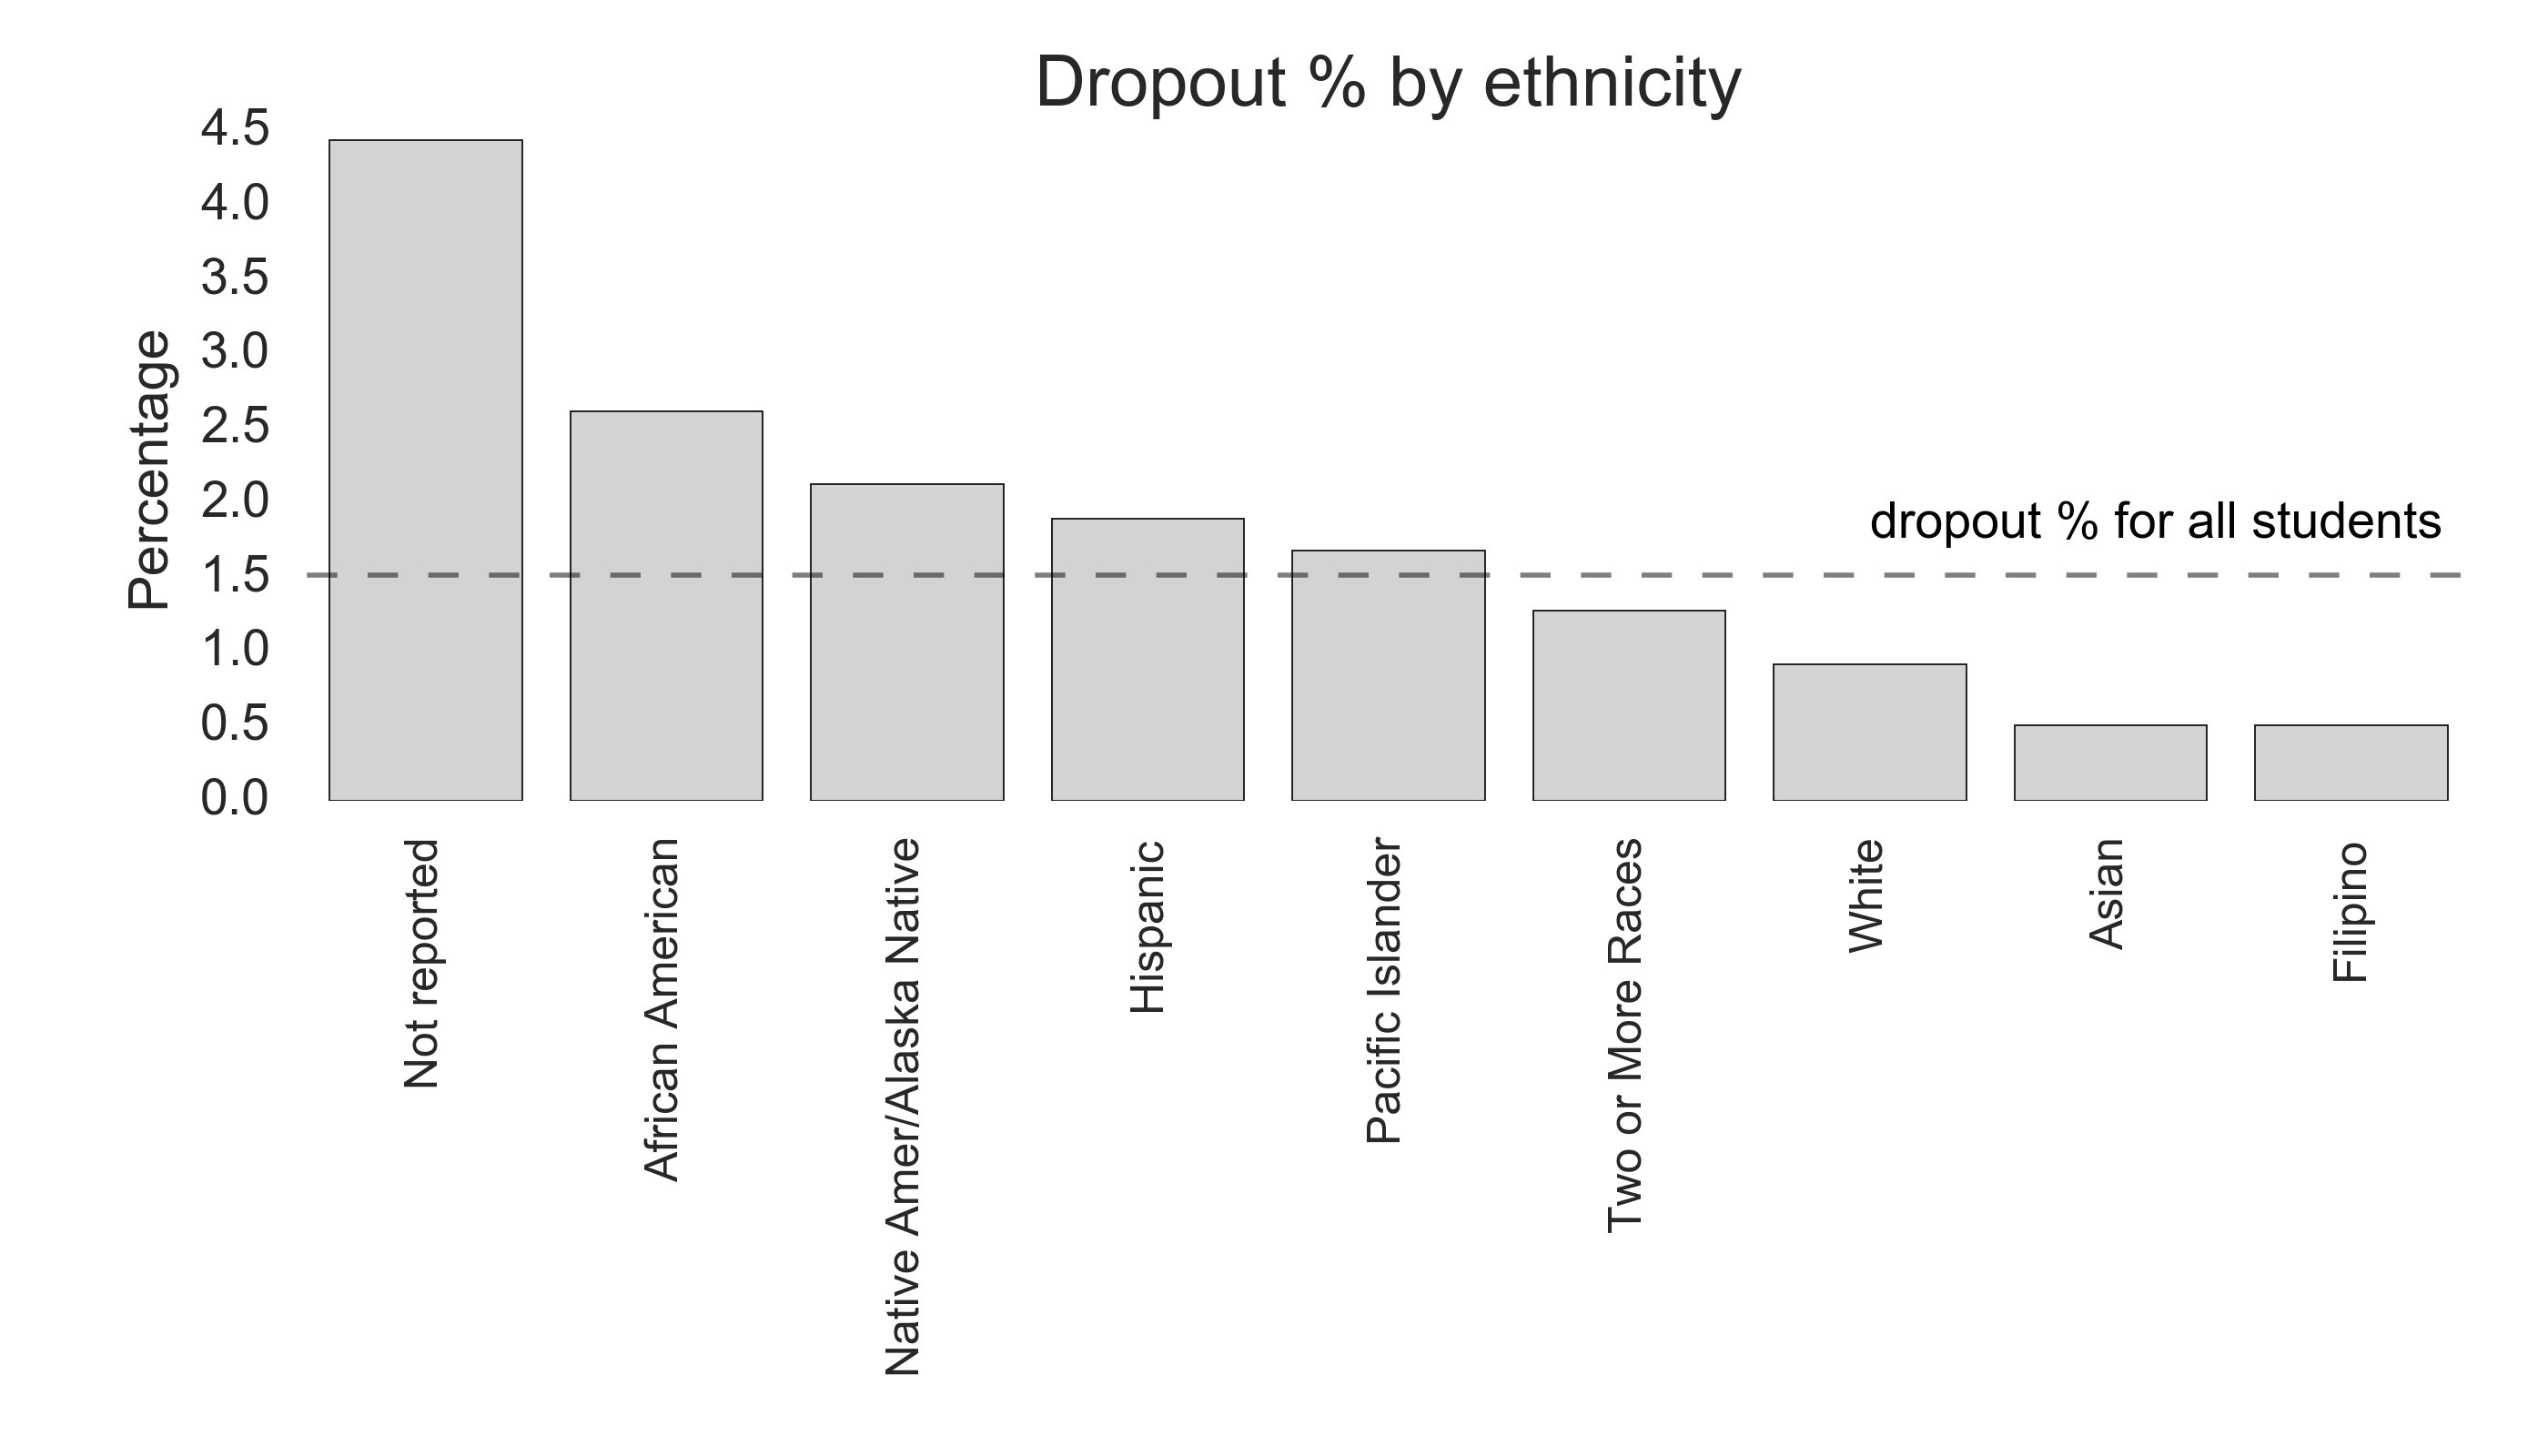 Dropout % by ethnicity
Percentage
4.5
4.0
3.5
3.0
2.5
2.0
1.5
1.0
0.5
0.0
dropout % for all students
Not reported
African American
Native Amer/Alaska Native
Hispanic
Pacific Islander
Two or More Races
White
Asian
Filipino